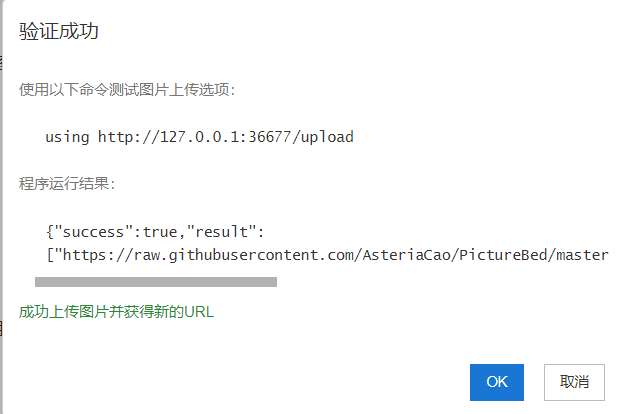 验证成功
使用以下命令测试图片上传选项：
using http://127.0.0.1:36677/upload
程序运行结果：
{"success":true,"result":
["https://raw.githubusercontent.com/AsteriaCao/PictureBed/master
成功上传图片并获得新的URL
OK 取消